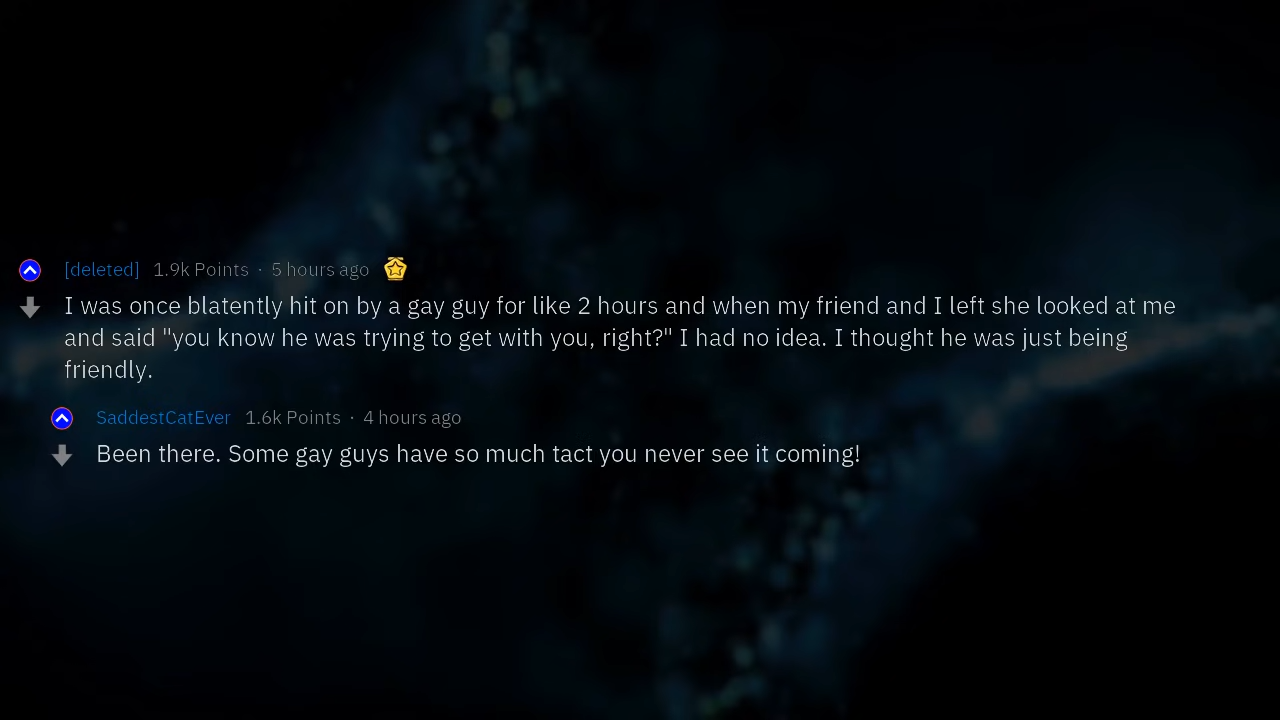 [deleted] 1.9k Points · 5 hours ago
I was once blatently hit on by a gay guy for like 2 hours and when my friend and I left she looked at me
and said "you know he was trying to get with you, right?" I had no idea. I thought he was just being
friendly.
SaddestCatEver 1.6k Points · 4 hours ago
Been there. Some gay guys have so much tact you never see it coming!